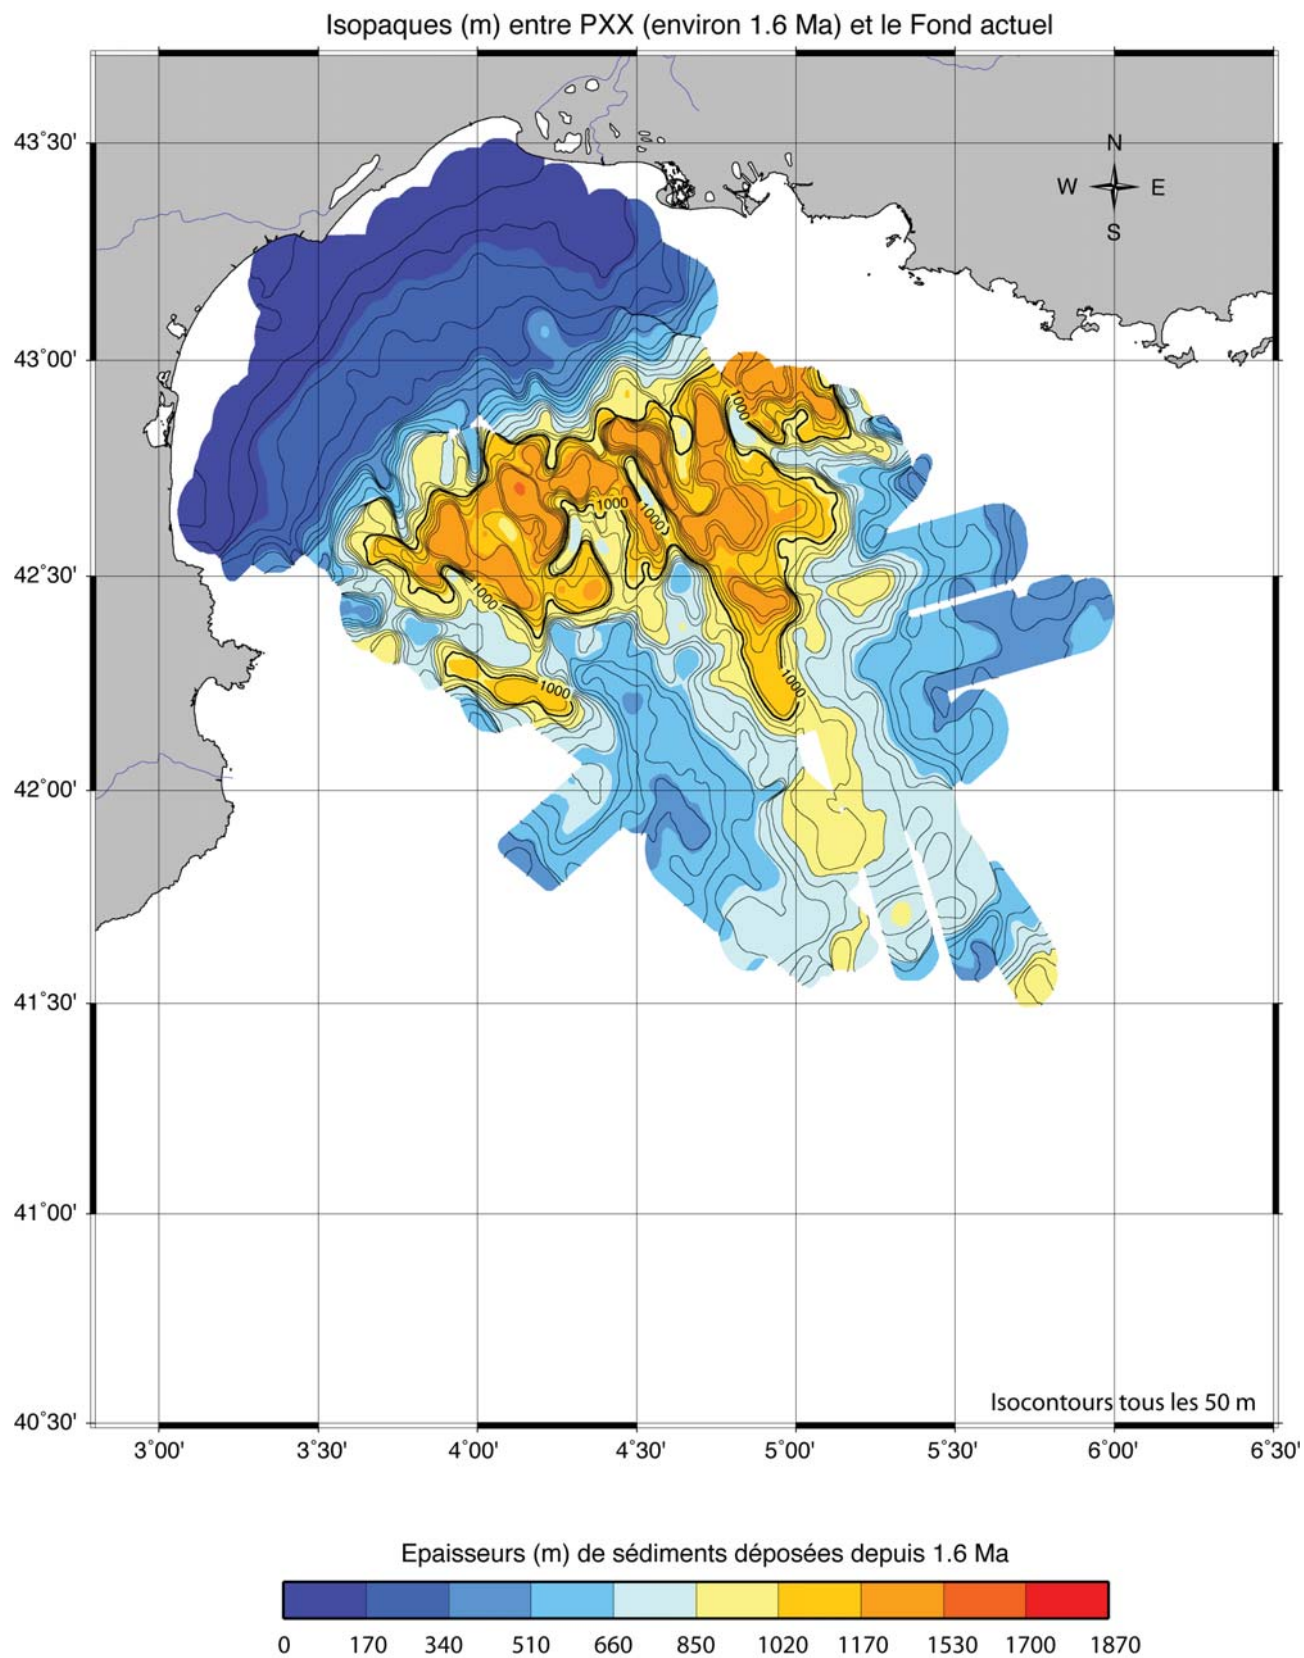 Isopaques (m) entre PXX (environ 1.6 Ma) et le Fond actuel
43˚30'
N
W E
S
43˚00'
1000
1000
1000
42˚30'
1000
1000
1000
42˚00'
41˚30'
41˚00'
Isocontours tous les 50 m
40˚30'
3˚00' 3˚30' 4˚00' 4˚30' 5˚00' 5˚30' 6˚00' 6˚30'
Epaisseurs (m) de sédiments déposées depuis 1.6 Ma
0 170 340 510 660 850 1020 1170 1530 1700 1870